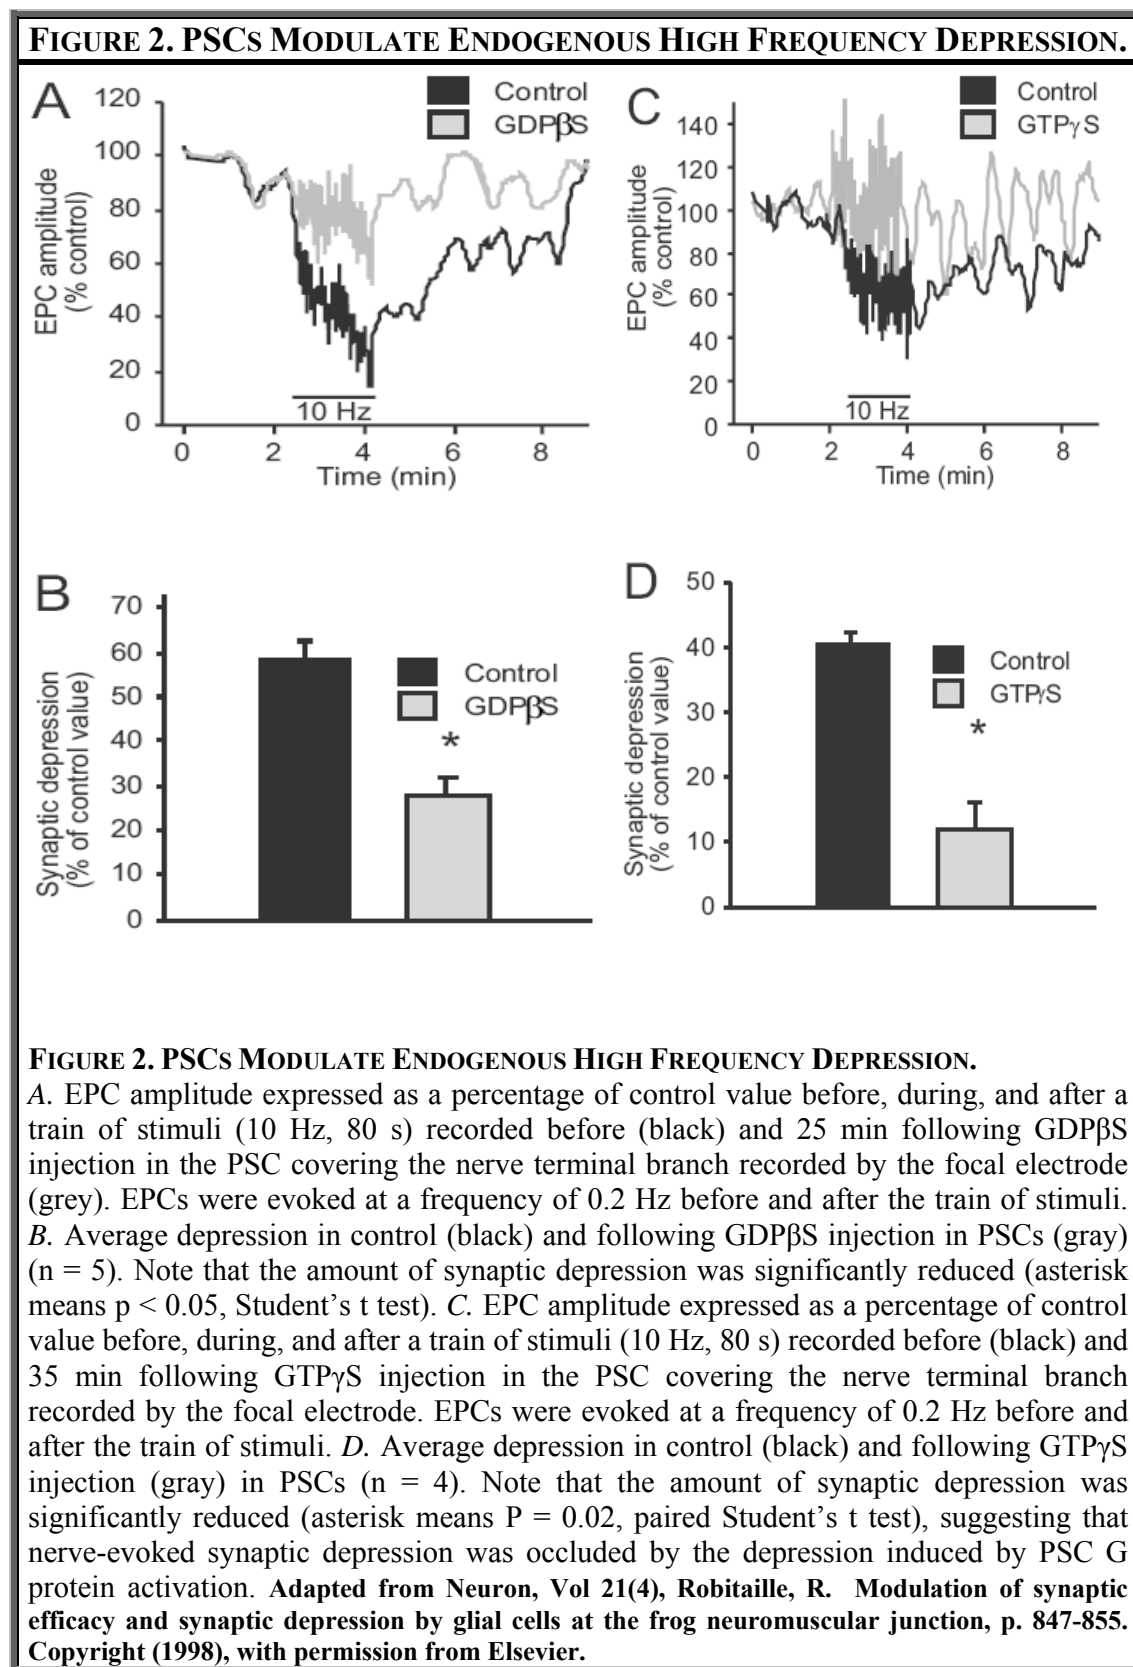 FIGURE 2. PSCS MODULATE ENDOGENOUS HIGH FREQUENCY DEPRESSION.
A
Control
GDPβS
EPC amplitude
(% control)
120
100
80
60
40
20
0
10 Hz
0 2 4 6 8
Time (min)
C
Control
GTPγS
EPC amplitude
(% control)
140
120
100
80
60
40
20
0
10 Hz
0 2 4 6 8
Time (min)
B
Synaptic depression
(% of control value)
70
60
50
40
30
20
10
0
Control
GDPβS
*
D
Synaptic depression
(% of control value)
50
40
30
20
10
0
Control
GTPγS
*
FIGURE 2. PSCS MODULATE ENDOGENOUS HIGH FREQUENCY DEPRESSION.
A. EPC amplitude expressed as a percentage of control value before, during, and after a
train of stimuli (10 Hz, 80 s) recorded before (black) and 25 min following GDPβS
injection in the PSC covering the nerve terminal branch recorded by the focal electrode
(grey). EPCs were evoked at a frequency of 0.2 Hz before and after the train of stimuli.
B. Average depression in control (black) and following GDPβS injection in PSCs (gray)
(n = 5). Note that the amount of synaptic depression was significantly reduced (asterisk
means p < 0.05, Student’s t test). C. EPC amplitude expressed as a percentage of control
value before, during, and after a train of stimuli (10 Hz, 80 s) recorded before (black) and
35 min following GTPγS injection in the PSC covering the nerve terminal branch
recorded by the focal electrode. EPCs were evoked at a frequency of 0.2 Hz before and
after the train of stimuli. D. Average depression in control (black) and following GTPγS
injection (gray) in PSCs (n = 4). Note that the amount of synaptic depression was
significantly reduced (asterisk means P = 0.02, paired Student’s t test), suggesting that
nerve-evoked synaptic depression was occluded by the depression induced by PSC G
protein activation. Adapted from Neuron, Vol 21(4), Robitaille, R. Modulation of synaptic
efficacy and synaptic depression by glial cells at the frog neuromuscular junction, p. 847-855.
Copyright (1998), with permission from Elsevier.